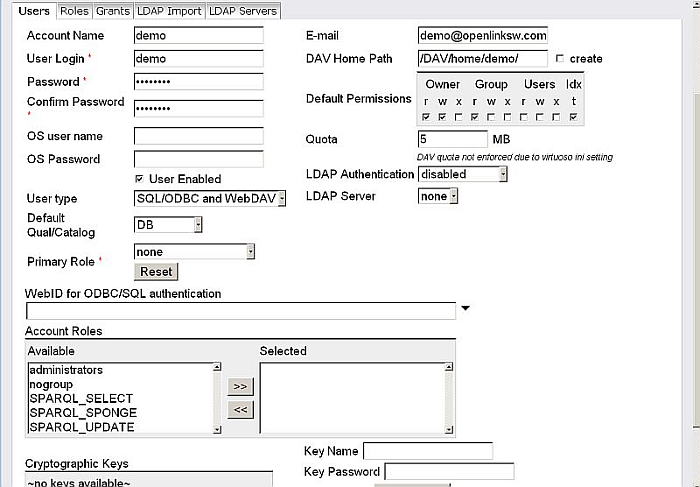 Users Roles Grants LDAP Import LDAP Servers
Account Name demo
User Login * demo
Password * ********
Confirm Password * ********
OS user name
OS Password
User Enabled
User type SQL/ODBC and WebDAV
Default Qual/Catalog DB
Primary Role * none
Reset
E-mail demo@openlinksw.com
DAV Home Path /DAV/home/demo/ create
Default Permissions
Owner Group Users Idx
r w x r w x r w x t
Quota 5 MB
DAV quota not enforced due to virtuoso ini setting
LDAP Authentication disabled
LDAP Server none
WebID for ODBC/SQL authentication
Account Roles
Available Selected
administrators
nogroup
SPARQL_SELECT
SPARQL_SPONGE
SPARQL_UPDATE
>>
<<
Cryptographic Keys
~no keys available~
Key Name
Key Password